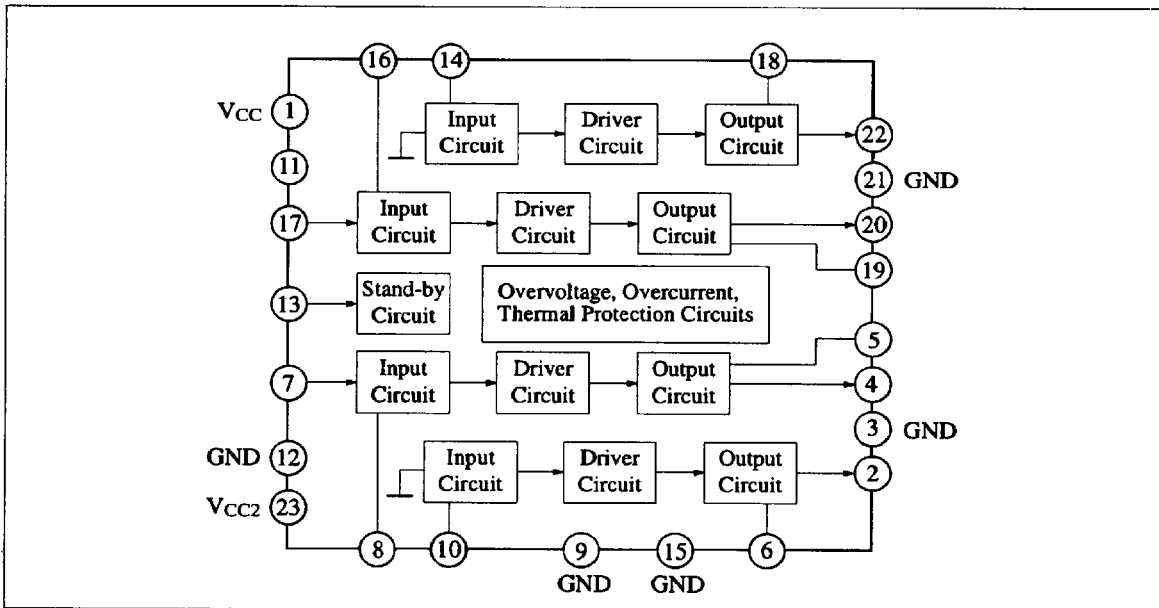 16 14 18
VCC 1
Input Circuit
Driver Circuit
Output Circuit
22
11
21 GND
17
Input Circuit
Driver Circuit
Output Circuit
20
19
13
Stand-by Circuit
Overvoltage, Overcurrent,
Thermal Protection Circuits
5
7
Input Circuit
Driver Circuit
Output Circuit
4
3 GND
GND 12
Input Circuit
Driver Circuit
Output Circuit
2
VCC2 23
8 10 9 15 6
GND GND